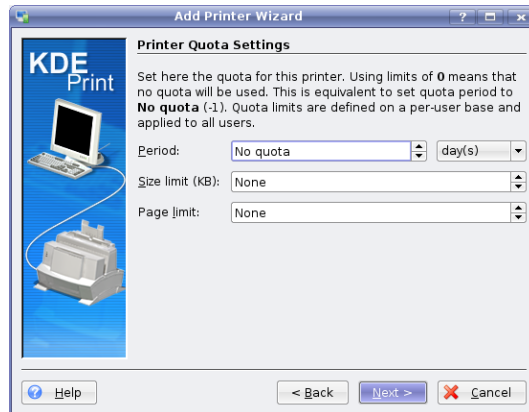 Add Printer Wizard
KDE
Print
Printer Quota Settings
Set here the quota for this printer. Using limits of 0 means that
no quota will be used. This is equivalent to set quota period to
No quota (-1). Quota limits are defined on a per-user base and
applied to all users.
Period: No quota day(s)
Size limit (KB): None
Page limit: None
Help < Back Next > Cancel